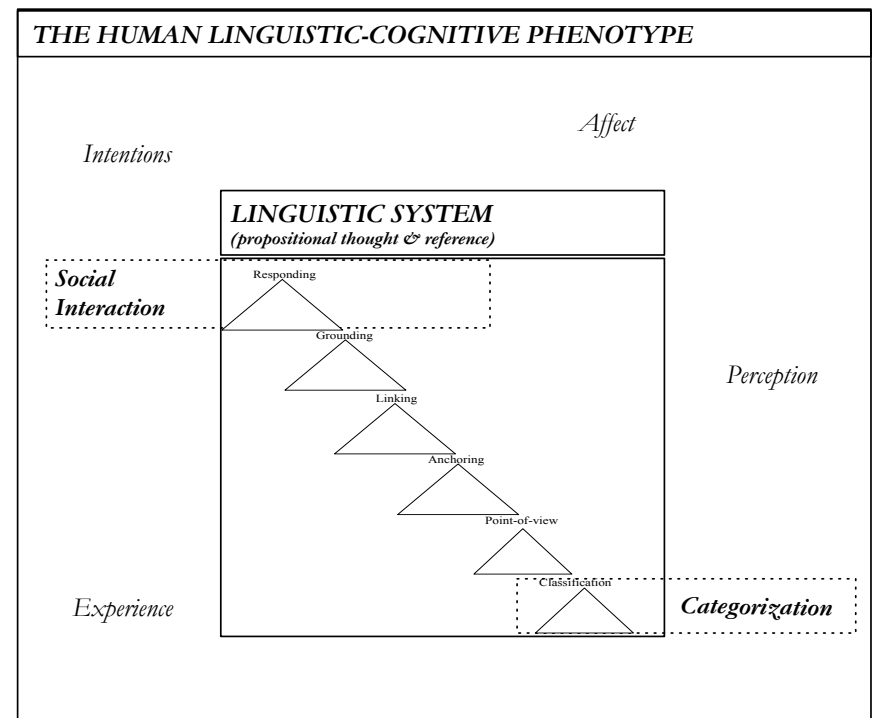 THE HUMAN LINGUISTIC-COGNITIVE PHENOTYPE
Affect
Intentions
LINGUISTIC SYSTEM
(propositional thought & reference)
Social
Interaction
Responding
Grounding
Linking
Perception
Anchoring
Point-of-view
Classification
Experience
Categorization